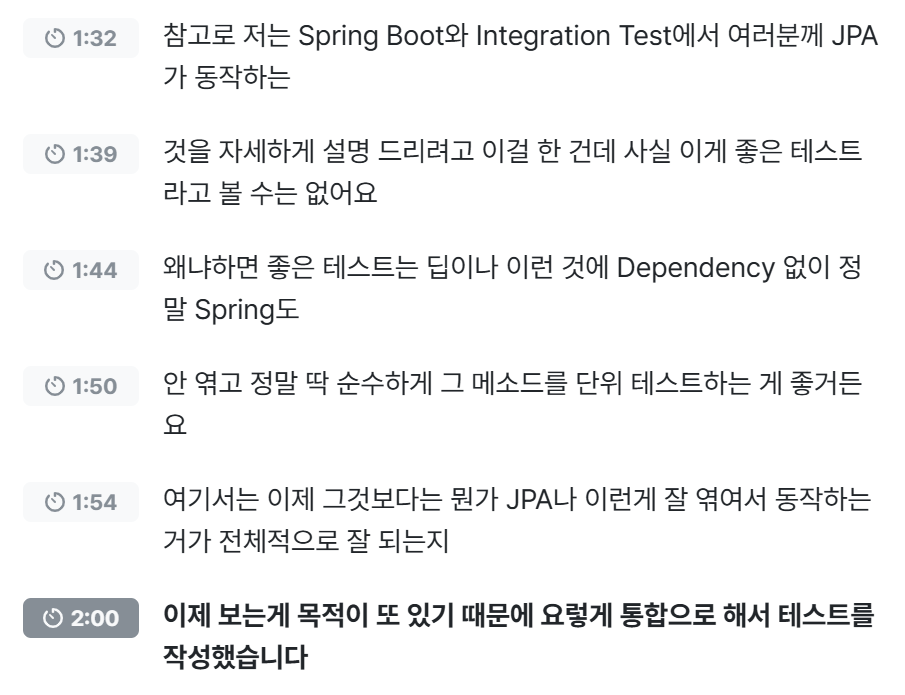 1:32 참고로 저는 Spring Boot와 Integration Test에서 여러분께 JPA
가 동작하는
1:39 것을 자세하게 설명 드리려고 이걸 한 건데 사실 이게 좋은 테스트
라고 볼 수는 없어요
1:44 왜냐하면 좋은 테스트는 딥이나 이런 것에 Dependency 없이 정
말 Spring도
1:50 안 엮고 정말 딱 순수하게 그 메소드를 단위 테스트하는 게 좋거든
요
1:54 여기서는 이제 그것보다는 뭔가 JPA나 이런게 잘 엮여서 동작하는
거가 전체적으로 잘 되는지
2:00 이제 보는게 목적이 또 있기 때문에 요렇게 통합으로 해서 테스트를
작성했습니다